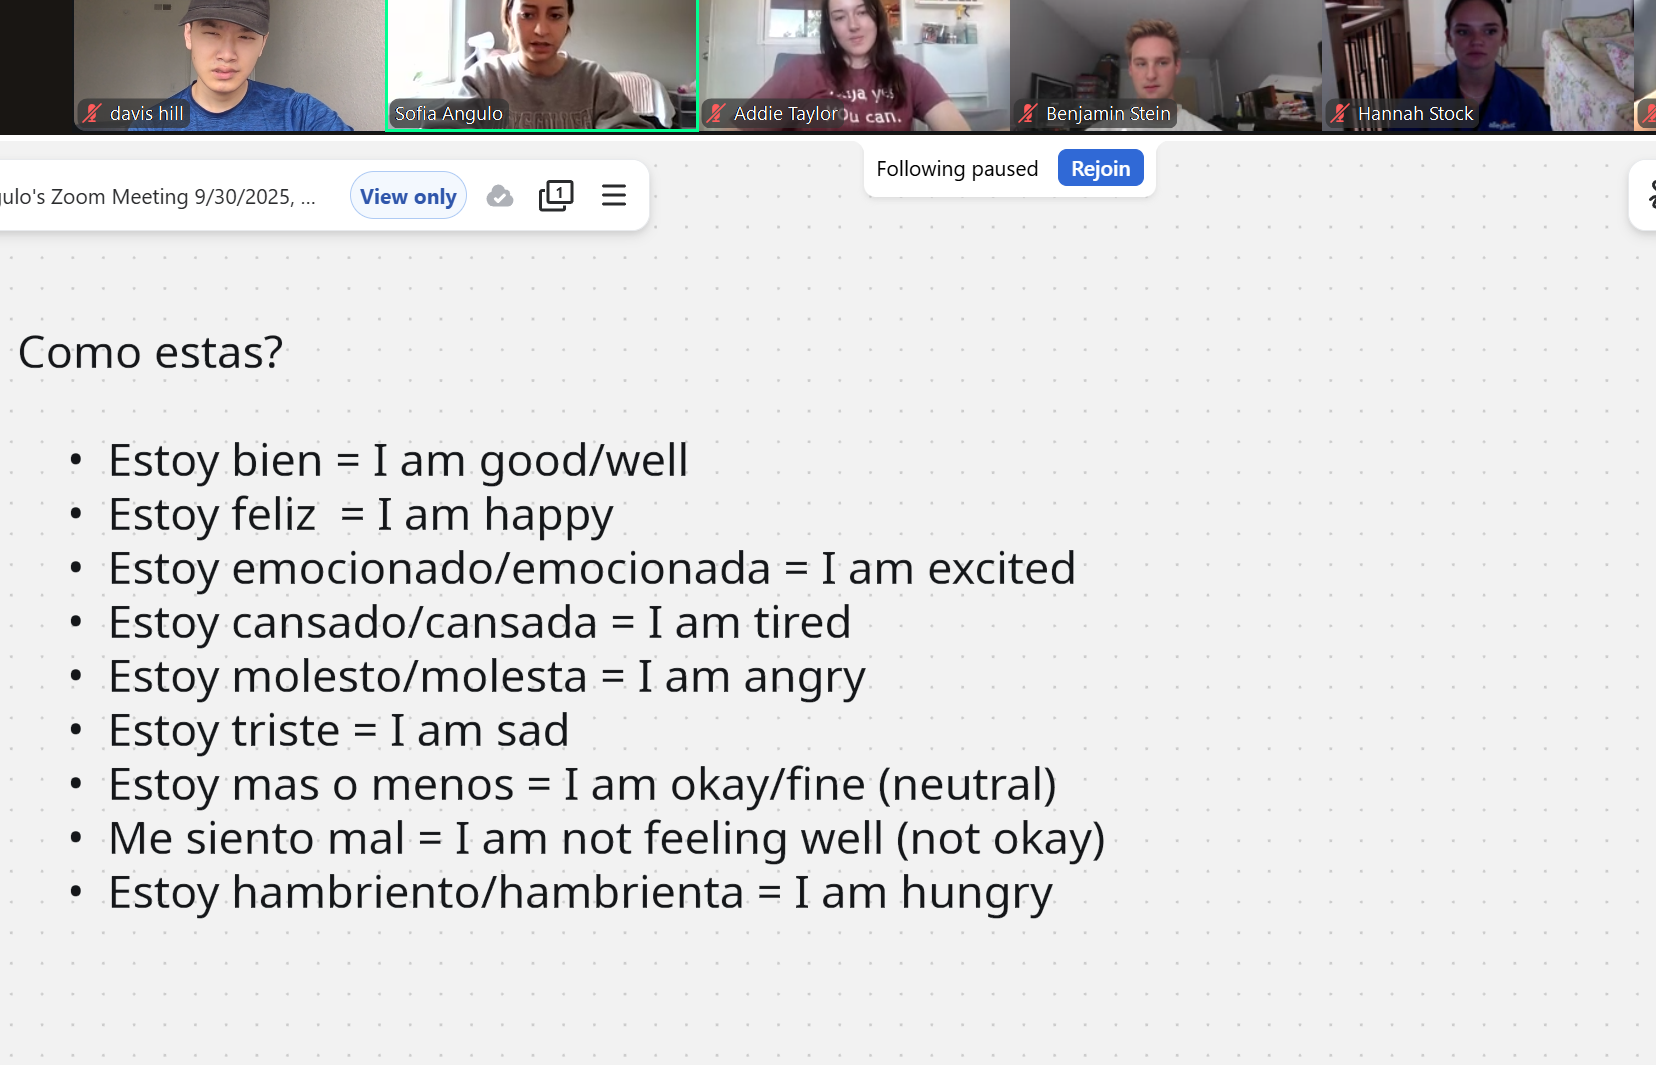 davis hill
Sofia Angulo
Addie Taylor
u can.
Benjamin Stein
Hannah Stock
gulo's Zoom Meeting 9/30/2025, ...
View only
1
Following paused
Rejoin
Como estas?
• Estoy bien = I am good/well
• Estoy feliz = I am happy
• Estoy emocionado/emocionada = I am excited
• Estoy cansado/cansada = I am tired
• Estoy molesto/molesta = I am angry
• Estoy triste = I am sad
• Estoy mas o menos = I am okay/fine (neutral)
• Me siento mal = I am not feeling well (not okay)
• Estoy hambriento/hambrienta = I am hungry